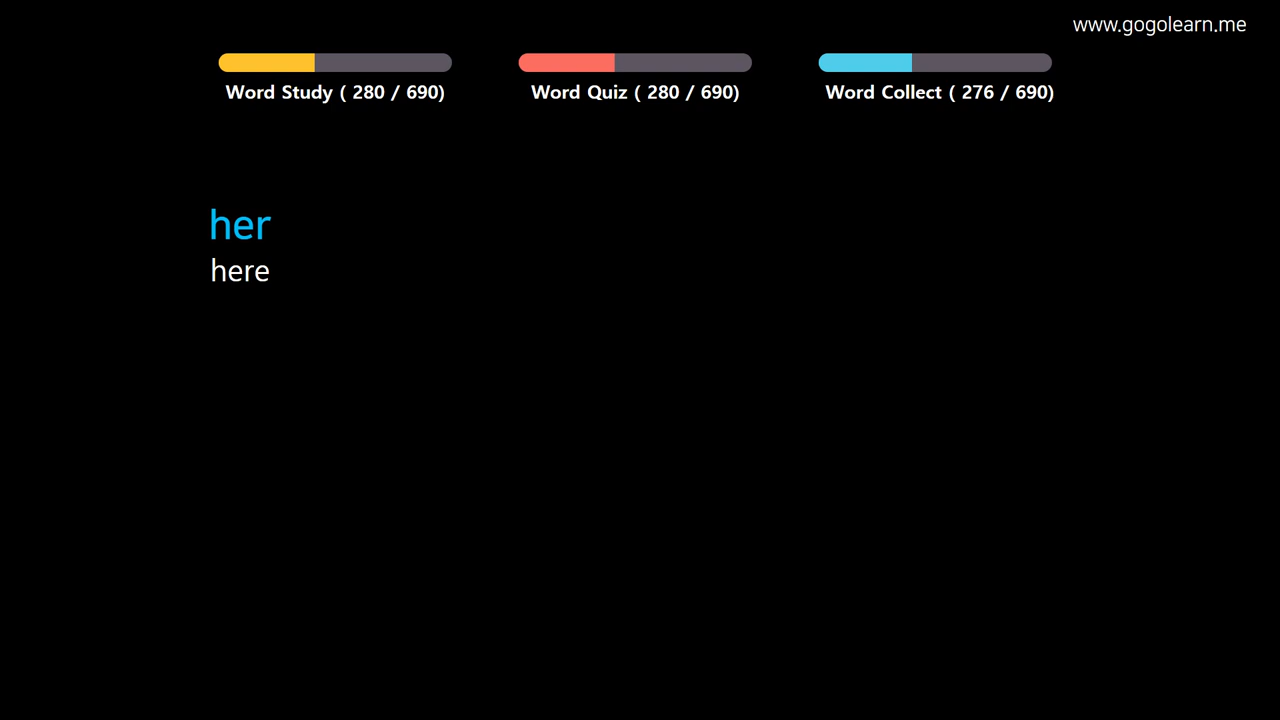 www.gogolearn.me
Word Study ( 280 / 690)
Word Quiz ( 280 / 690)
Word Collect ( 276 / 690)
her
here